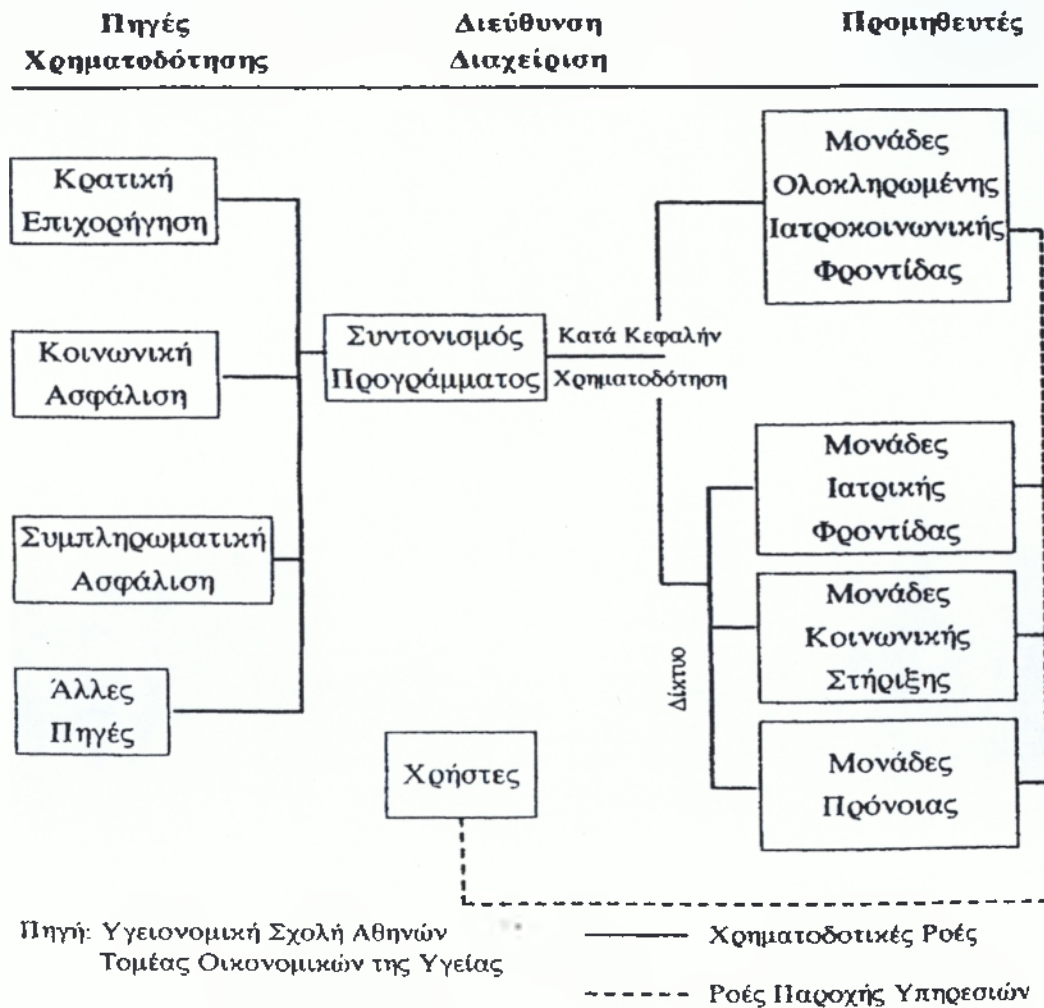 Πηγές
Χρηματοδότησης
Διεύθυνση
Διαχείριση
Προμηθευτές
Κρατική
Επιχορήγηση
Κοινωνική
Ασφάλιση
Συμπληρωματική
Ασφάλιση
Άλλες
Πηγές
Συντονισμός
Προγράμματος
Κατά Κεφαλήν
Χρηματοδότηση
Χρήστες
Δίκτυο
Μονάδες
Ολοκληρωμένης
Ιατροκοινωνικής
Φροντίδας
Μονάδες
Ιατρικής
Φροντίδας
Μονάδες
Κοινωνικής
Στήριξης
Μονάδες
Πρόνοιας
Πηγή: Υγειονομική Σχολή Αθηνών
Τομέας Οικονομικών της Υγείας
Χρηματοδοτικές Ροές
Ροές Παροχής Υπηρεσιών